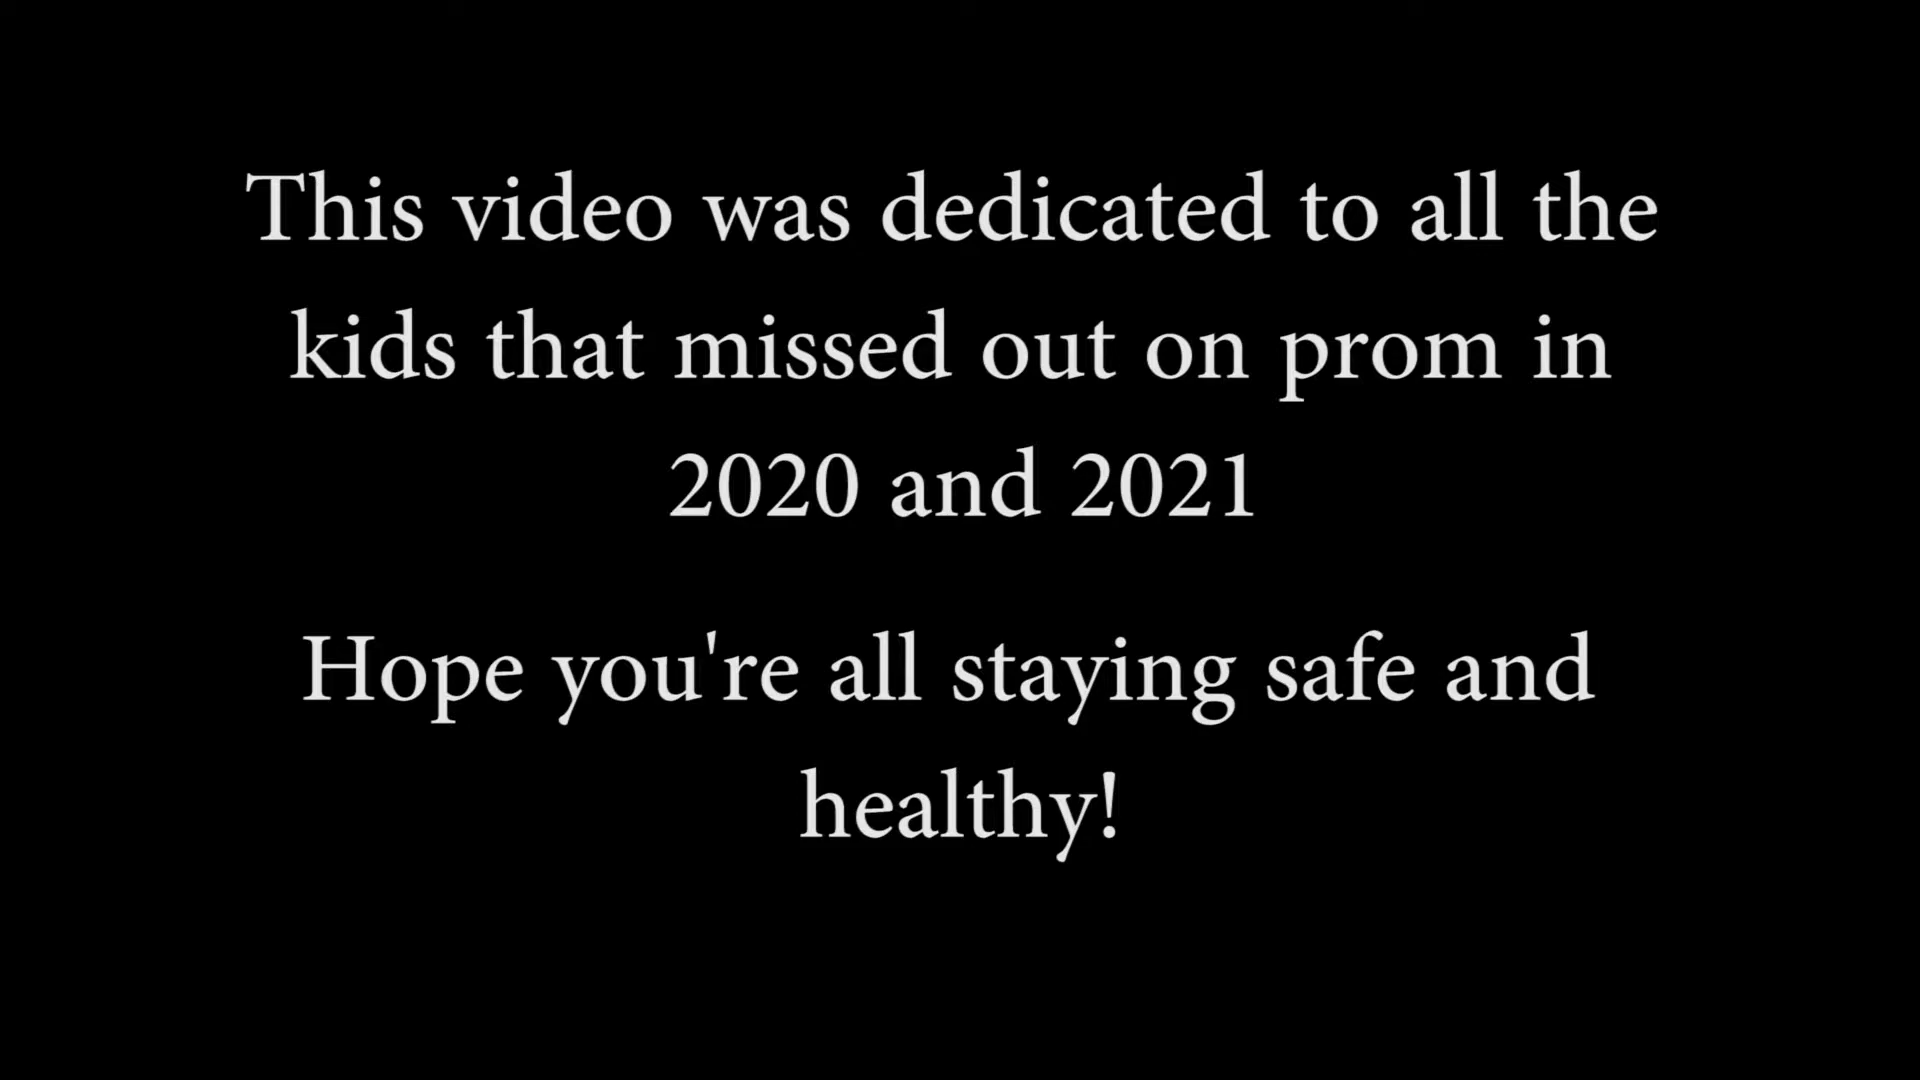 This video was dedicated to all the
kids that missed out on prom in
2020 and 2021
Hope you're all staying safe and
healthy!